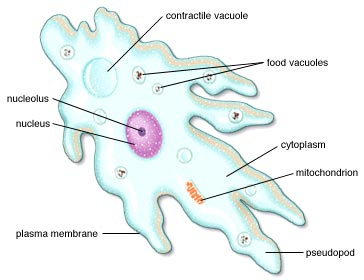 contractile vacuole
food vacuoles
nucleolus
nucleus
cytoplasm
mitochondrion
plasma membrane
pseudopod